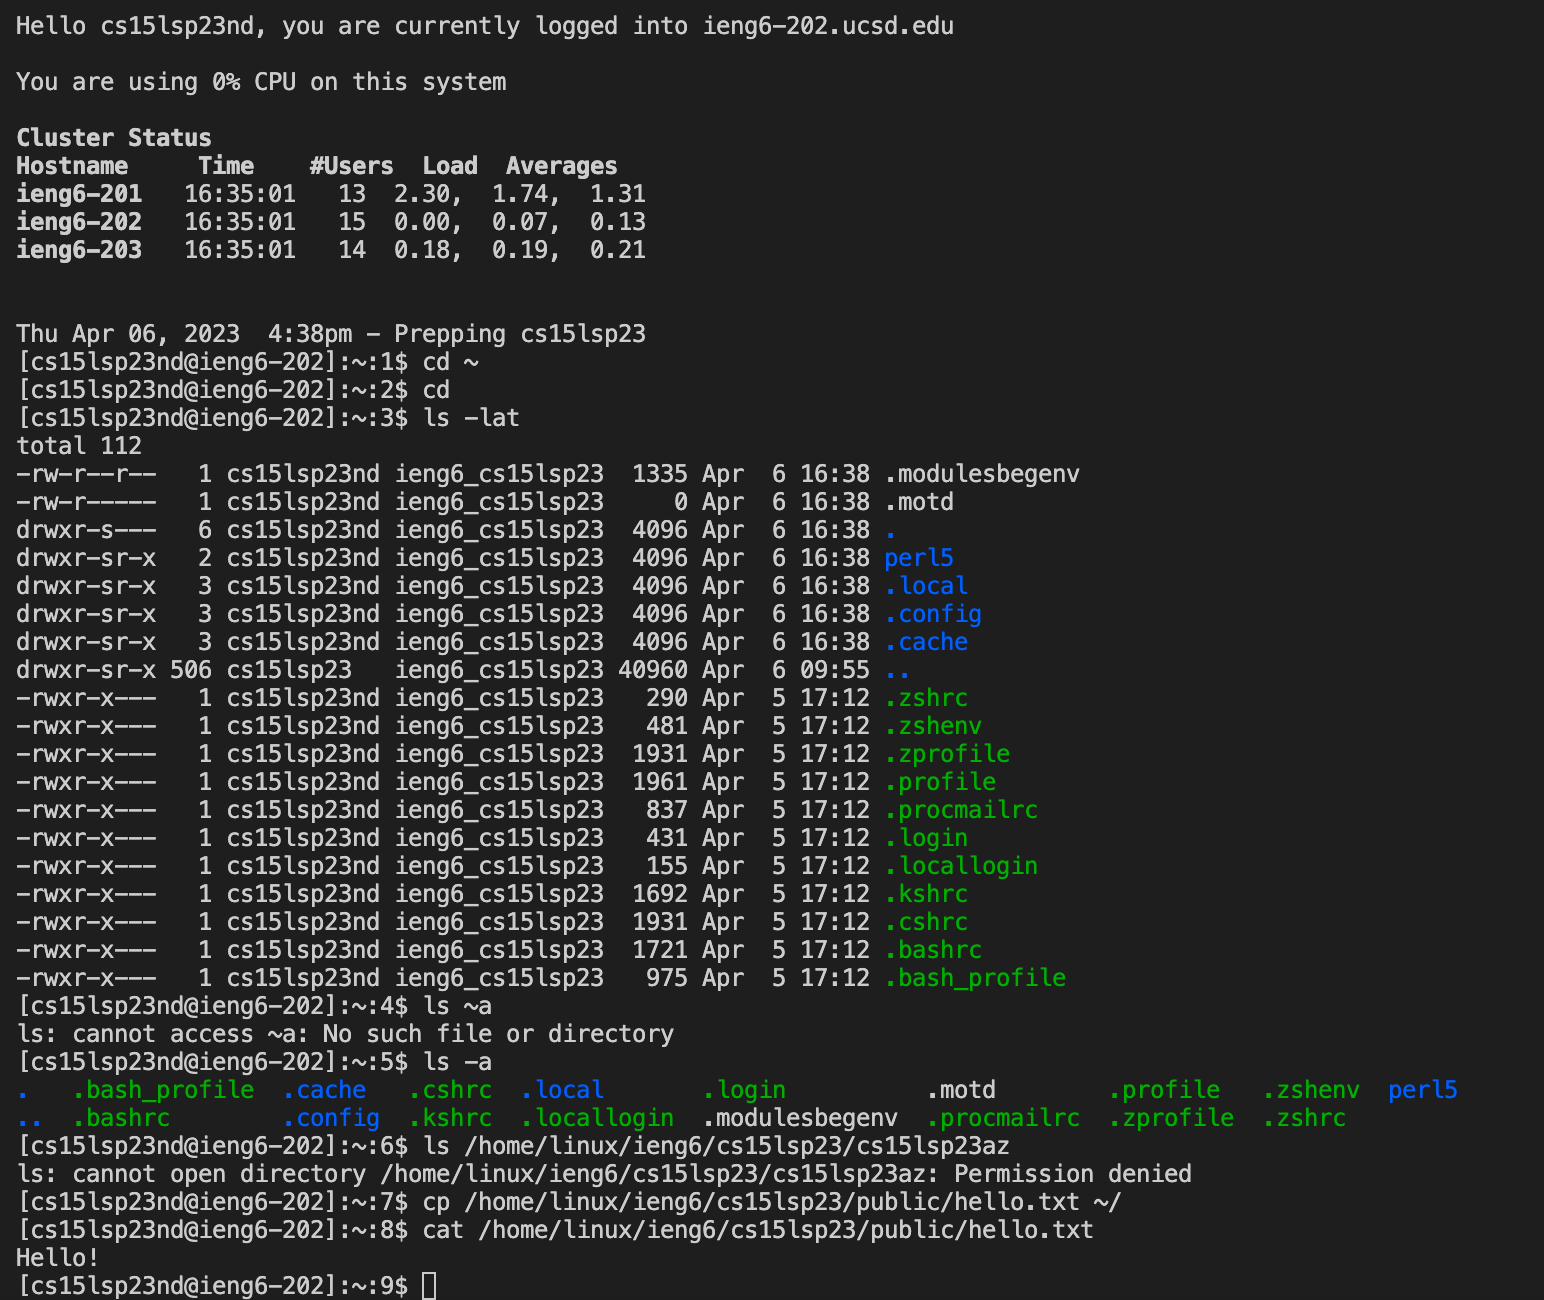 Hello cs15lsp23nd, you are currently logged into ieng6-202.ucsd.edu
You are using 0% CPU on this system
Cluster Status
Hostname     Time    #Users  Load  Averages
ieng6-201   16:35:01   13  2.30,  1.74,  1.31
ieng6-202   16:35:01   15  0.00,  0.07,  0.13
ieng6-203   16:35:01   14  0.18,  0.19,  0.21
Thu Apr 06, 2023  4:38pm - Prepping cs15lsp23
[cs15lsp23nd@ieng6-202]:~:1$ cd ~
[cs15lsp23nd@ieng6-202]:~:2$ cd
[cs15lsp23nd@ieng6-202]:~:3$ ls -lat
total 112
-rw-r--r--   1 cs15lsp23nd ieng6_cs15lsp23  1335 Apr  6 16:38 .modulesbegenv
-rw-r-----   1 cs15lsp23nd ieng6_cs15lsp23     0 Apr  6 16:38 .motd
drwxr-s---   6 cs15lsp23nd ieng6_cs15lsp23  4096 Apr  6 16:38 .
drwxr-sr-x   2 cs15lsp23nd ieng6_cs15lsp23  4096 Apr  6 16:38 perl5
drwxr-sr-x   3 cs15lsp23nd ieng6_cs15lsp23  4096 Apr  6 16:38 .local
drwxr-sr-x   3 cs15lsp23nd ieng6_cs15lsp23  4096 Apr  6 16:38 .config
drwxr-sr-x   3 cs15lsp23nd ieng6_cs15lsp23  4096 Apr  6 16:38 .cache
drwxr-sr-x 506 cs15lsp23   ieng6_cs15lsp23 40960 Apr  6 09:55 ..
-rwxr-x---   1 cs15lsp23nd ieng6_cs15lsp23   290 Apr  5 17:12 .zshrc
-rwxr-x---   1 cs15lsp23nd ieng6_cs15lsp23   481 Apr  5 17:12 .zshenv
-rwxr-x---   1 cs15lsp23nd ieng6_cs15lsp23  1931 Apr  5 17:12 .zprofile
-rwxr-x---   1 cs15lsp23nd ieng6_cs15lsp23  1961 Apr  5 17:12 .profile
-rwxr-x---   1 cs15lsp23nd ieng6_cs15lsp23   837 Apr  5 17:12 .procmailrc
-rwxr-x---   1 cs15lsp23nd ieng6_cs15lsp23   431 Apr  5 17:12 .login
-rwxr-x---   1 cs15lsp23nd ieng6_cs15lsp23   155 Apr  5 17:12 .locallogin
-rwxr-x---   1 cs15lsp23nd ieng6_cs15lsp23  1692 Apr  5 17:12 .kshrc
-rwxr-x---   1 cs15lsp23nd ieng6_cs15lsp23  1931 Apr  5 17:12 .cshrc
-rwxr-x---   1 cs15lsp23nd ieng6_cs15lsp23  1721 Apr  5 17:12 .bashrc
-rwxr-x---   1 cs15lsp23nd ieng6_cs15lsp23   975 Apr  5 17:12 .bash_profile
[cs15lsp23nd@ieng6-202]:~:4$ ls ~a
ls: cannot access ~a: No such file or directory
[cs15lsp23nd@ieng6-202]:~:5$ ls -a
.   .bash_profile  .cache   .cshrc  .local       .login         .motd        .profile   .zshenv  perl5
..  .bashrc        .config  .kshrc  .locallogin  .modulesbegenv  .procmailrc  .zprofile  .zshrc
[cs15lsp23nd@ieng6-202]:~:6$ ls /home/linux/ieng6/cs15lsp23/cs15lsp23az
ls: cannot open directory /home/linux/ieng6/cs15lsp23/cs15lsp23az: Permission denied
[cs15lsp23nd@ieng6-202]:~:7$ cp /home/linux/ieng6/cs15lsp23/public/hello.txt ~/
[cs15lsp23nd@ieng6-202]:~:8$ cat /home/linux/ieng6/cs15lsp23/public/hello.txt
Hello!
[cs15lsp23nd@ieng6-202]:~:9$